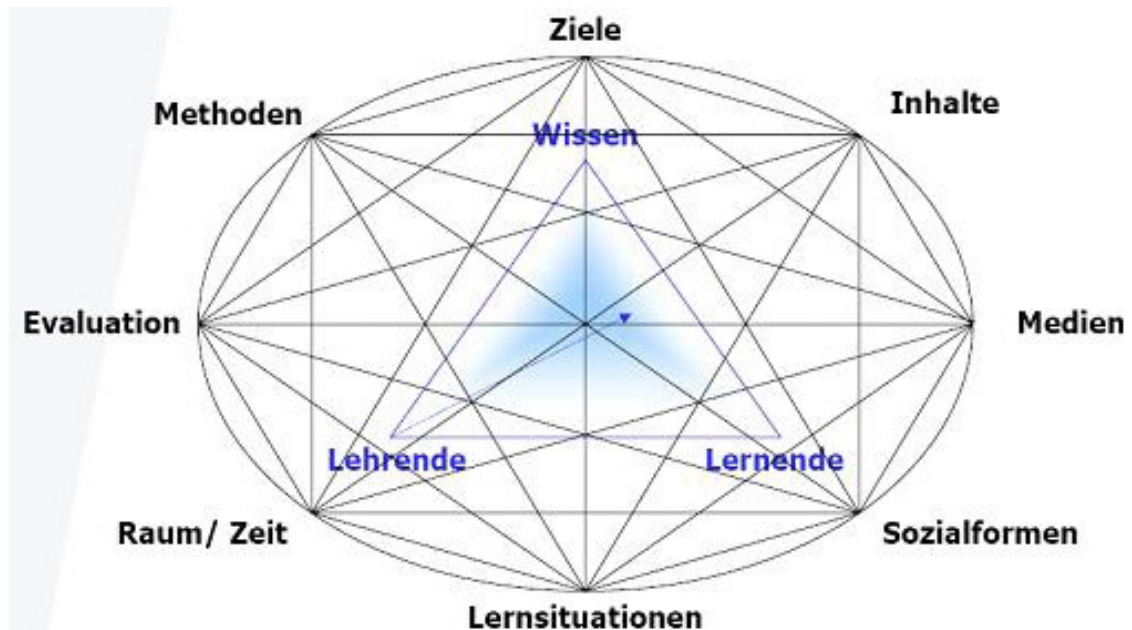 Ziele
Inhalte
Methoden
Wissen
Evaluation
Medien
Lehrende
Lernende
Raum/ Zeit
Sozialformen
Lernsituationen